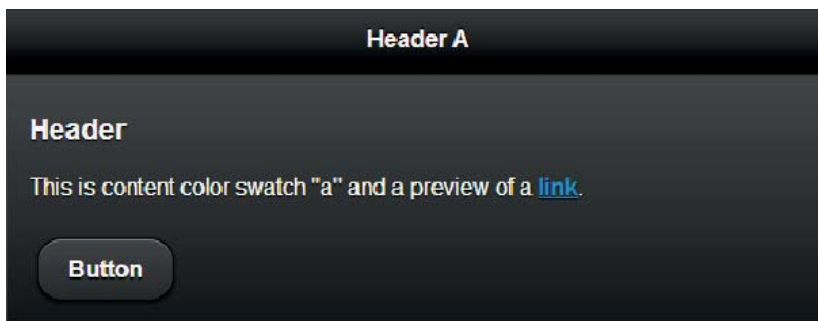 Header A
Header
This is content color swatch "a" and a preview of a link.
Button